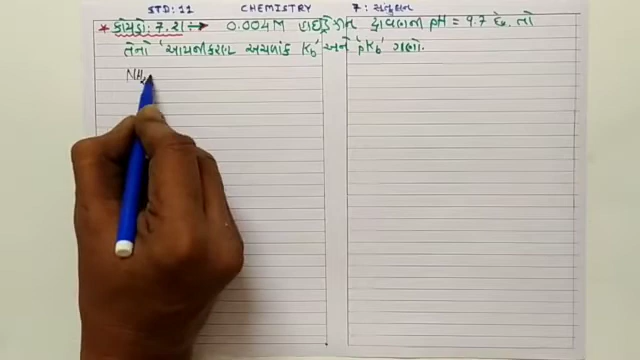 STD: 11 CHEMISTRY 7 : સંતુલન
* કોયડો: 7.21 → 0.004M હાઇડ્રેઝિન દ્રાવણની pH = 9.7 છે. તો
તેનો 'આયનીકરણ અચળાંક Kb' અને 'pKb' ગણો.
NH2